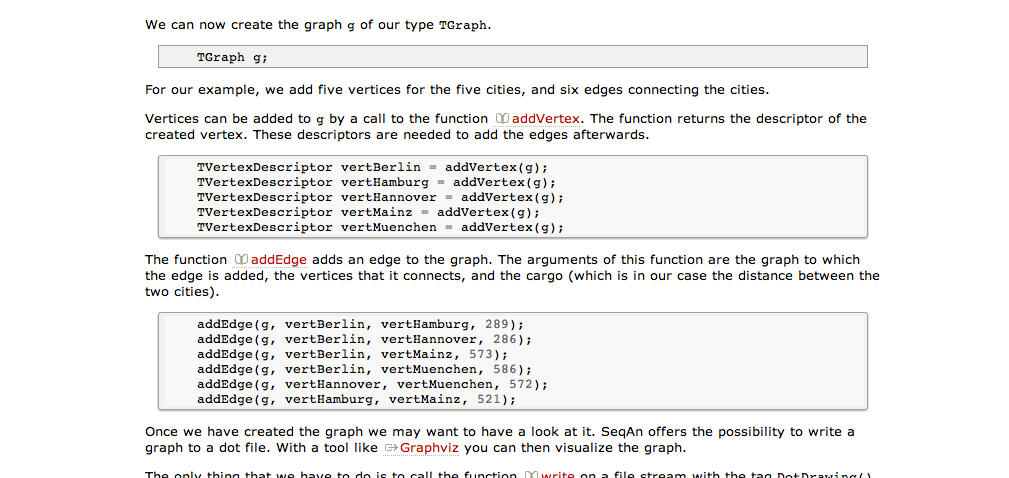 We can now create the graph g of our type TGraph.
TGraph g;
For our example, we add five vertices for the five cities, and six edges connecting the cities.
Vertices can be added to g by a call to the function addVertex. The function returns the descriptor of the
created vertex. These descriptors are needed to add the edges afterwards.
TVertexDescriptor vertBerlin = addVertex(g);
TVertexDescriptor vertHamburg = addVertex(g);
TVertexDescriptor vertHannover = addVertex(g);
TVertexDescriptor vertMainz = addVertex(g);
TVertexDescriptor vertMuenchen = addVertex(g);
The function addEdge adds an edge to the graph. The arguments of this function are the graph to which
the edge is added, the vertices that it connects, and the cargo (which is in our case the distance between the
two cities).
addEdge(g, vertBerlin, vertHamburg, 289);
addEdge(g, vertBerlin, vertHannover, 286);
addEdge(g, vertBerlin, vertMainz, 573);
addEdge(g, vertBerlin, vertMuenchen, 586);
addEdge(g, vertHannover, vertMuenchen, 572);
addEdge(g, vertHamburg, vertMainz, 521);
Once we have created the graph we may want to have a look at it. SeqAn offers the possibility to write a
graph to a dot file. With a tool like Graphviz you can then visualize the graph.
The only thing that we have to do is to call the function write on a file stream with the tag DotDrawing()